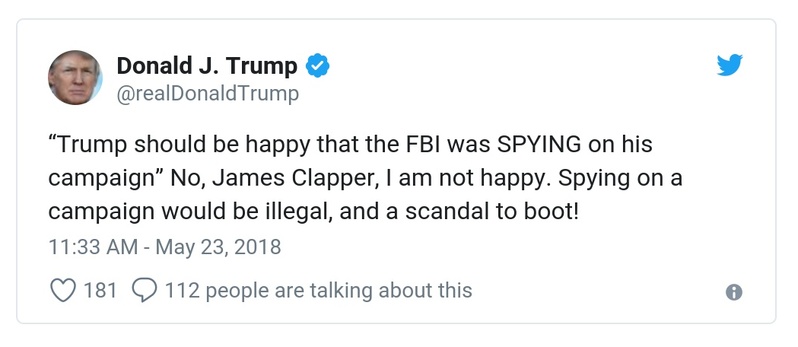 Donald J. Trump
@realDonaldTrump
“Trump should be happy that the FBI was SPYING on his
campaign” No, James Clapper, I am not happy. Spying on a
campaign would be illegal, and a scandal to boot!
11:33 AM - May 23, 2018
181 112 people are talking about this